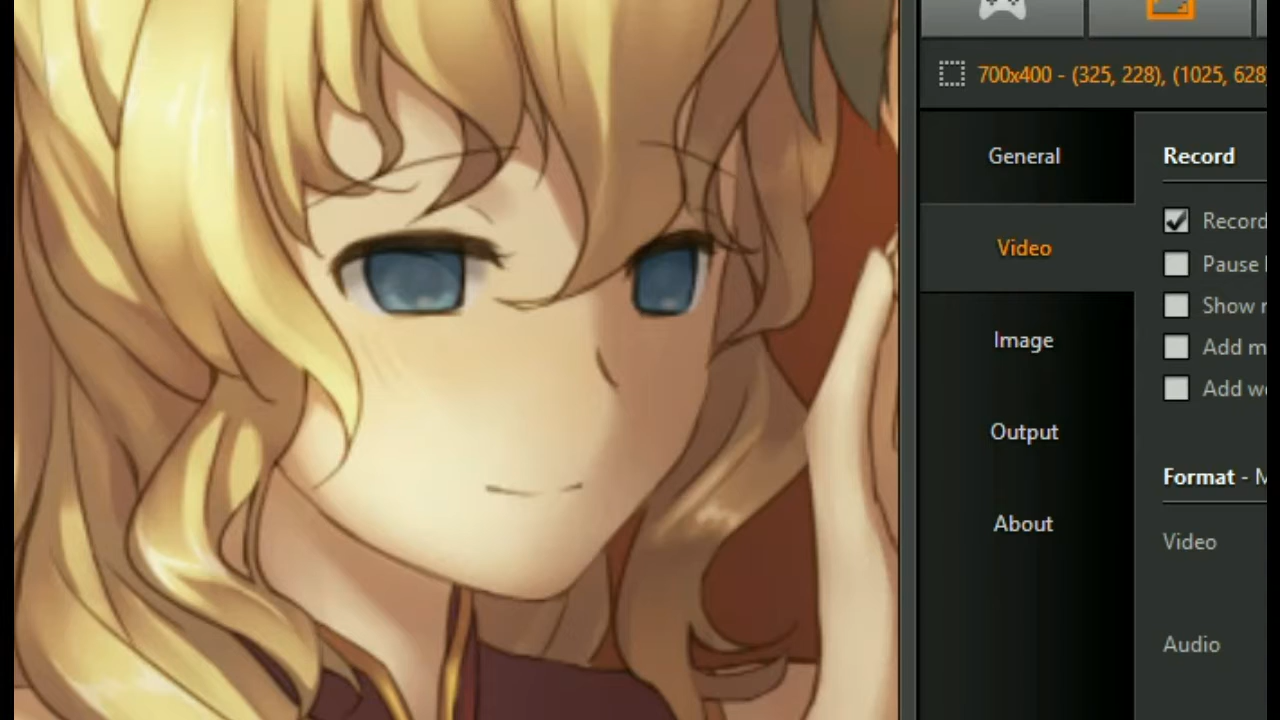 700x400 - (325, 228), (1025, 628)
General
Record
Video
Record
Pause
Show
Image
Add
Add
Output
Format -
About
Video
Audio